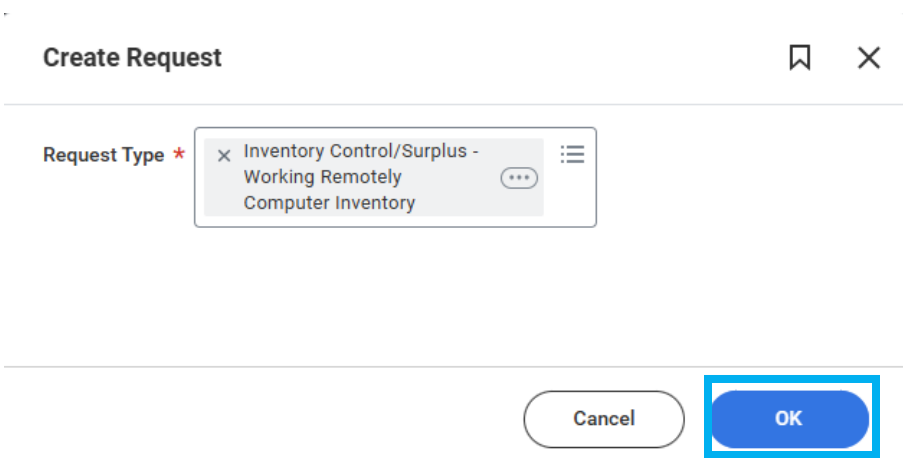 Create Request
Request Type *
Inventory Control/Surplus -
Working Remotely
Computer Inventory
Cancel
OK